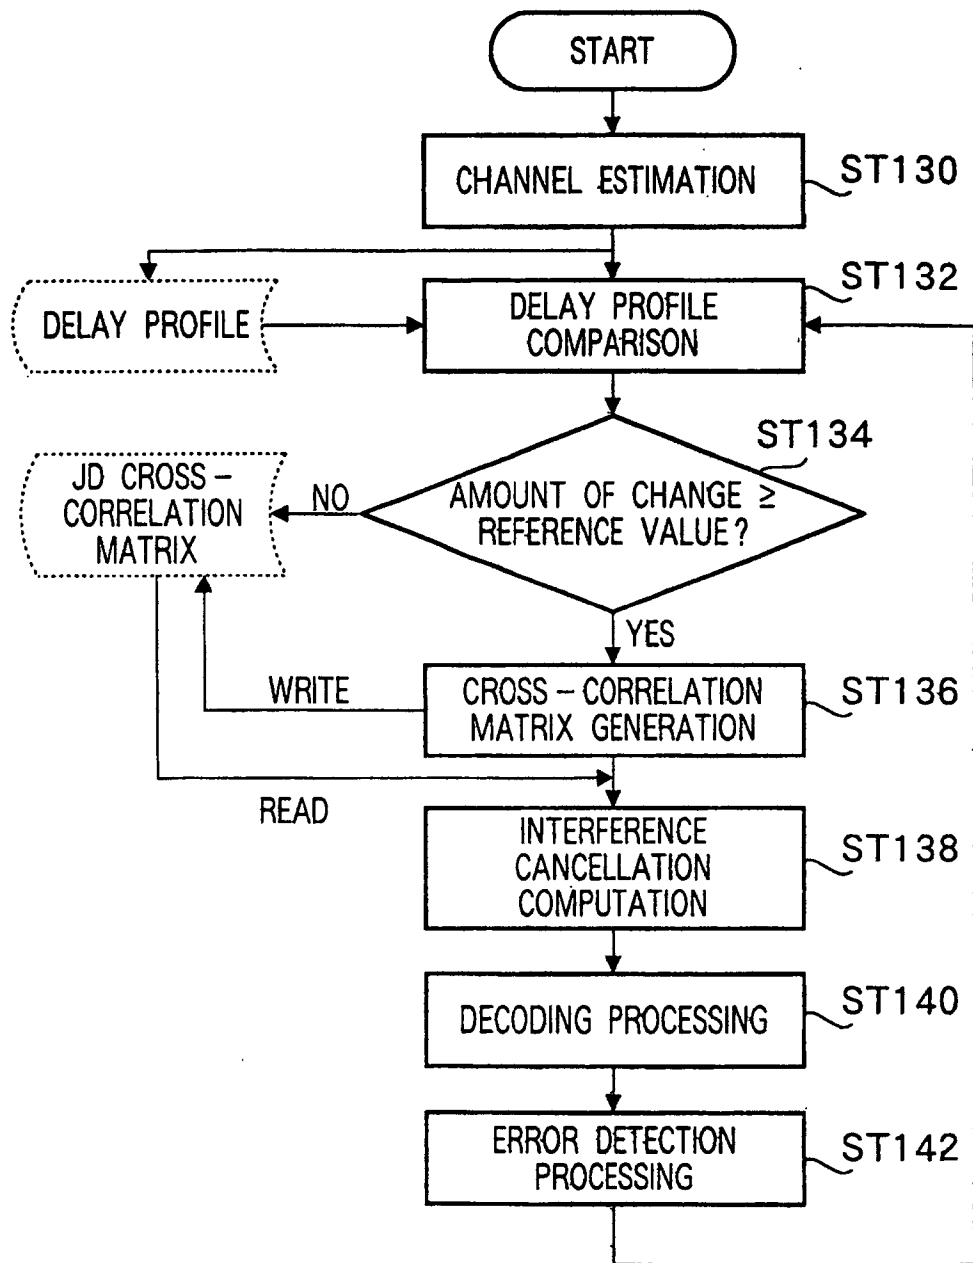 START
CHANNEL ESTIMATION
ST130
DELAY PROFILE
DELAY PROFILE
COMPARISON
ST132
ST134
AMOUNT OF CHANGE ≥
REFERENCE VALUE?
NO
JD CROSS-
CORRELATION
MATRIX
YES
WRITE
CROSS-CORRELATION
MATRIX GENERATION
ST136
READ
INTERFERENCE
CANCELLATION
COMPUTATION
ST138
DECODING PROCESSING
ST140
ERROR DETECTION
PROCESSING
ST142